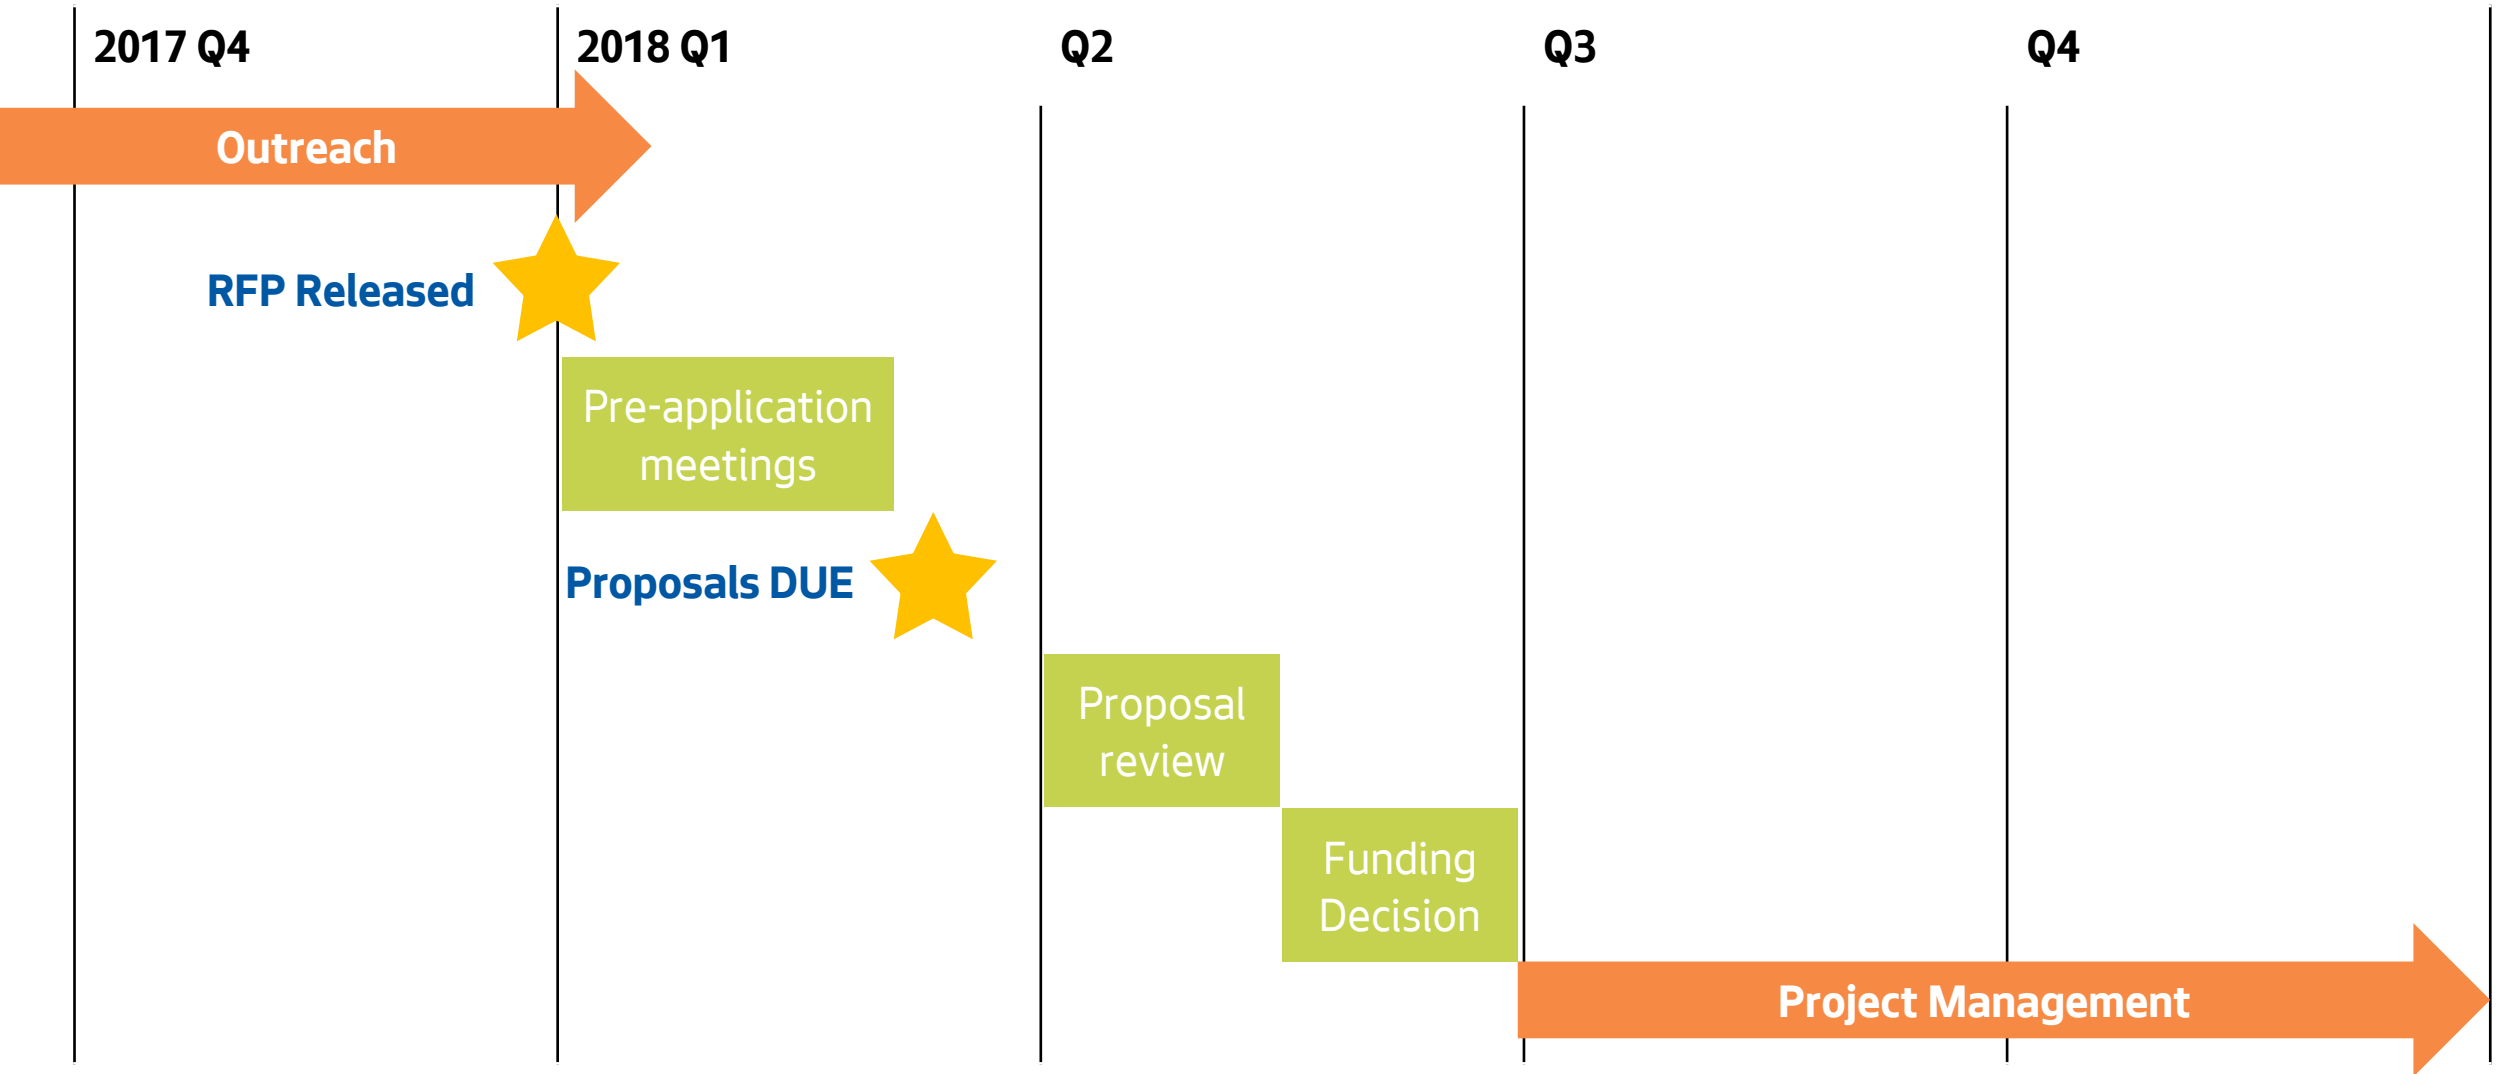 2017 Q4
2018 Q1
Q2
Q3
Q4
Outreach
RFP Released
Pre-application
meetings
Proposals DUE
Proposal
review
Funding
Decision
Project Management